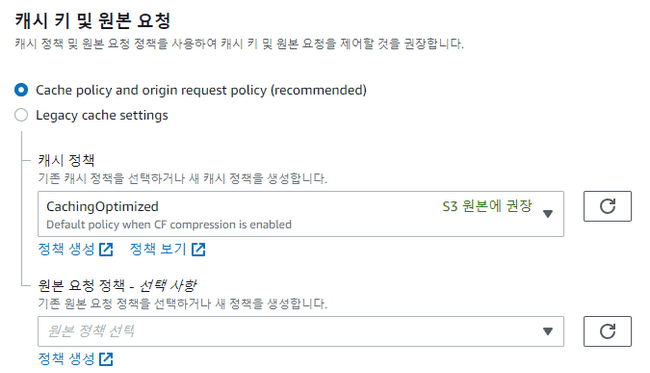 캐시 키 및 원본 요청
캐시 정책 및 원본 요청 정책을 사용하여 캐시 키 및 원본 요청을 제어할 것을 권장합니다.
Cache policy and origin request policy (recommended)
Legacy cache settings
캐시 정책
기존 캐시 정책을 선택하거나 새 캐시 정책을 생성합니다.
CachingOptimized S3 원본에 권장
Default policy when CF compression is enabled
정책 생성 정책 보기
원본 요청 정책 - 선택 사항
기존 원본 요청 정책을 선택하거나 새 정책을 생성합니다.
원본 정책 선택
정책 생성